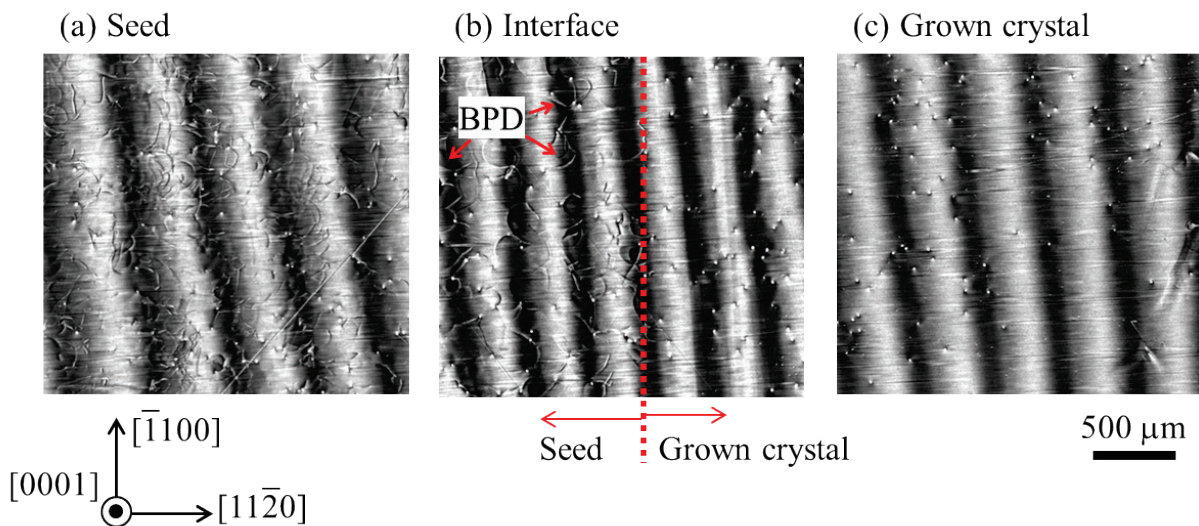 (a) Seed
(b) Interface
(c) Grown crystal
BPD
Seed
Grown crystal
500 μm
[1̅100]
[0001]
[112̅0]